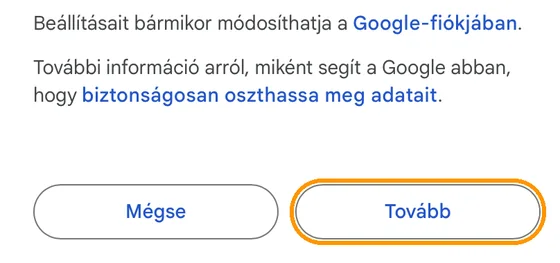 Beállításait bármikor módosíthatja a Google-fiókjában.
További információ arról, miként segít a Google abban,
hogy biztonságosan oszthassa meg adatait.
Mégse
Tovább